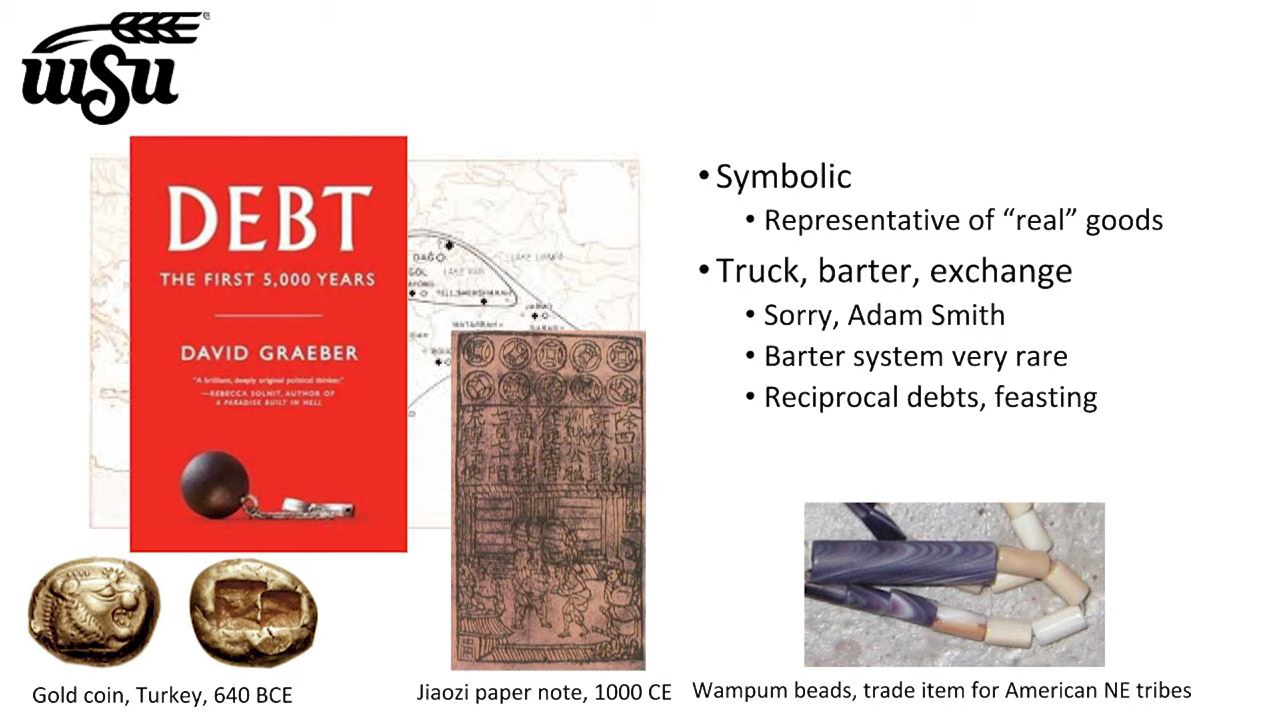 wsu
DEBT
THE FIRST 5,000 YEARS
DAVID GRAEBER
"A brilliant, deeply original political thinker."
—REBECCA SOLNIT, AUTHOR OF
A PARADISE BUILT IN HELL
• Symbolic
• Representative of “real” goods
• Truck, barter, exchange
• Sorry, Adam Smith
• Barter system very rare
• Reciprocal debts, feasting
Gold coin, Turkey, 640 BCE
Jiaozi paper note, 1000 CE
Wampum beads, trade item for American NE tribes